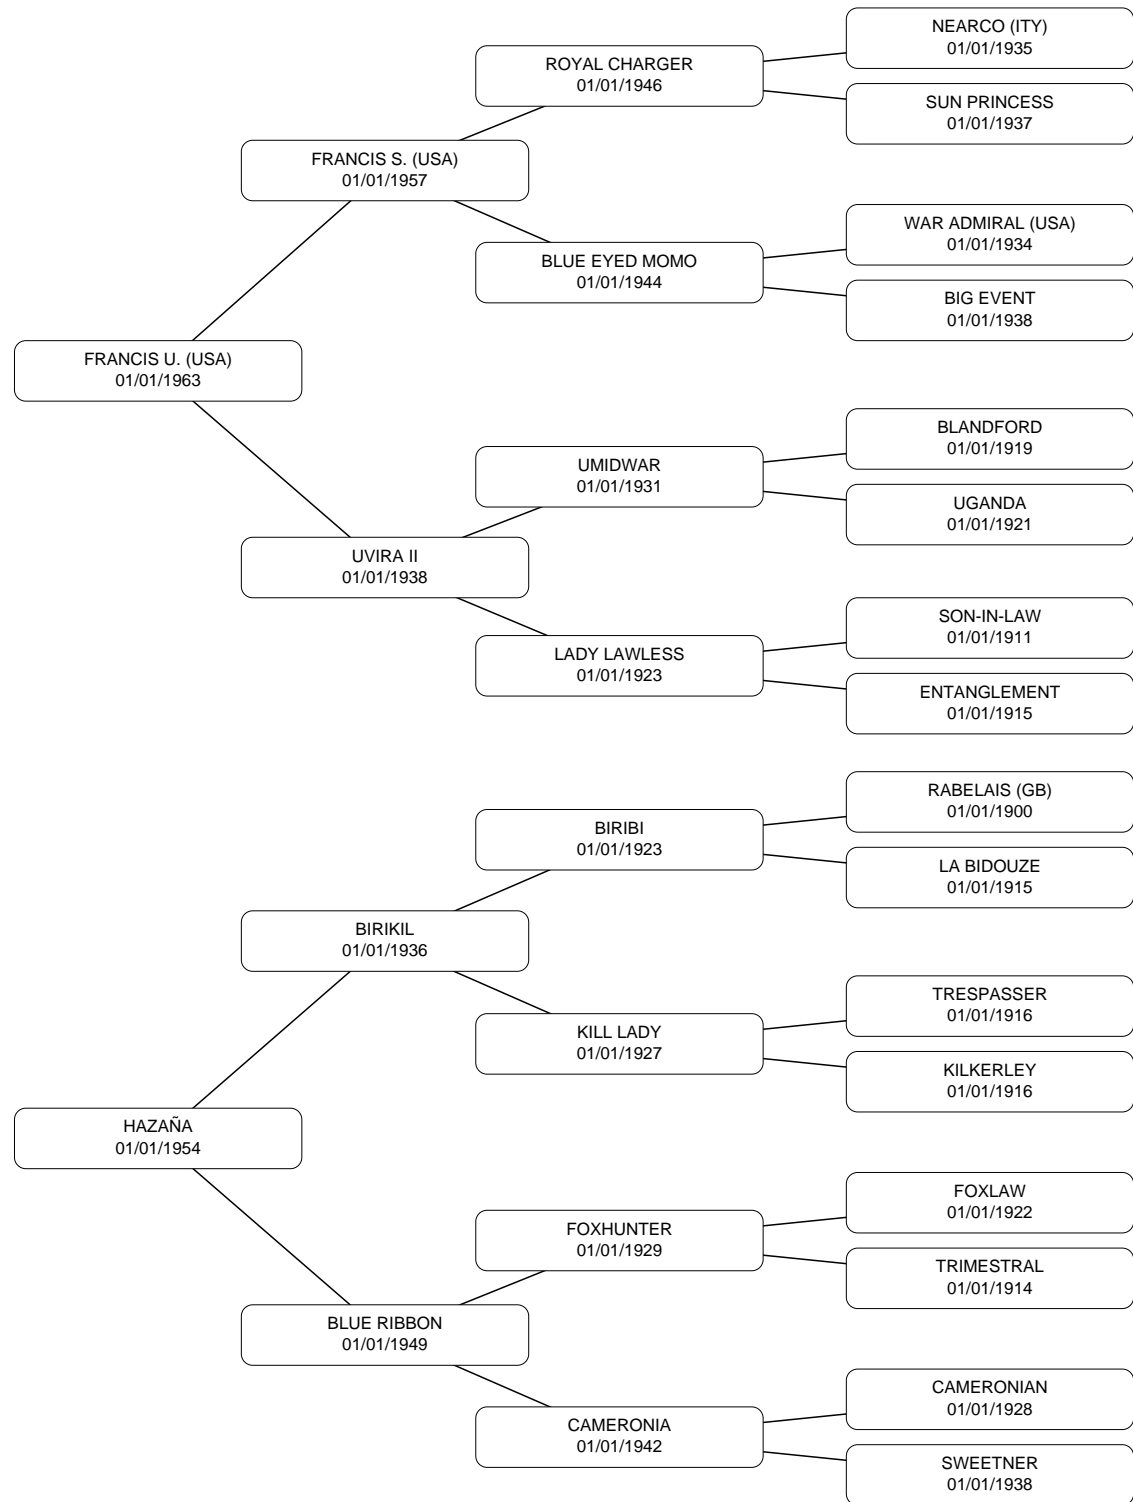 NEARCO (ITY)
01/01/1935
ROYAL CHARGER
01/01/1946
SUN PRINCESS
01/01/1937
FRANCIS S. (USA)
01/01/1957
WAR ADMIRAL (USA)
01/01/1934
BLUE EYED MOMO
01/01/1944
BIG EVENT
01/01/1938
FRANCIS U. (USA)
01/01/1963
BLANDFORD
01/01/1919
UMIDWAR
01/01/1931
UGANDA
01/01/1921
UVIRA II
01/01/1938
SON-IN-LAW
01/01/1911
LADY LAWLESS
01/01/1923
ENTANGLEMENT
01/01/1915
RABELAIS (GB)
01/01/1900
BIRIBI
01/01/1923
LA BIDOUZE
01/01/1915
BIRIKIL
01/01/1936
TRESPASSER
01/01/1916
KILL LADY
01/01/1927
KILKERLEY
01/01/1916
HAZAÑA
01/01/1954
FOXLAW
01/01/1922
FOXHUNTER
01/01/1929
TRIMESTRAL
01/01/1914
BLUE RIBBON
01/01/1949
CAMERONIAN
01/01/1928
CAMERONIA
01/01/1942
SWEETNER
01/01/1938